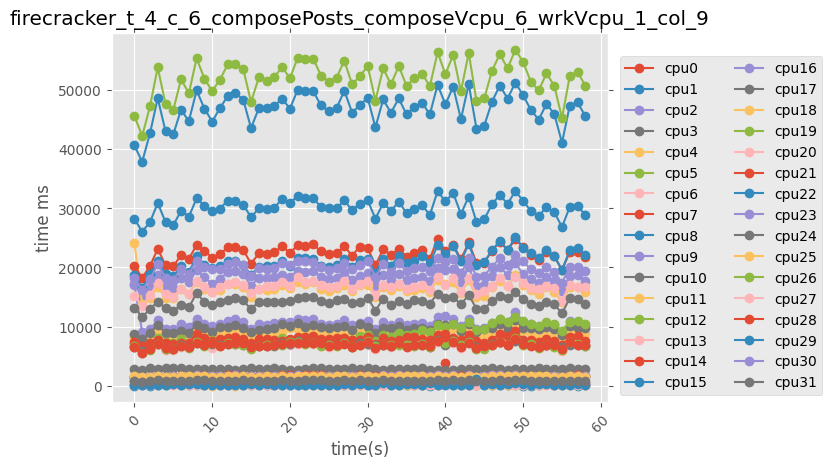 firecracker_t_4_c_6_composePosts_composeVcpu_6_wrkVcpu_1_col_9
time ms
50000
40000
30000
20000
10000
0
0
10
20
30
40
50
60
time(s)
cpu0
cpu1
cpu2
cpu3
cpu4
cpu5
cpu6
cpu7
cpu8
cpu9
cpu10
cpu11
cpu12
cpu13
cpu14
cpu15
cpu16
cpu17
cpu18
cpu19
cpu20
cpu21
cpu22
cpu23
cpu24
cpu25
cpu26
cpu27
cpu28
cpu29
cpu30
cpu31